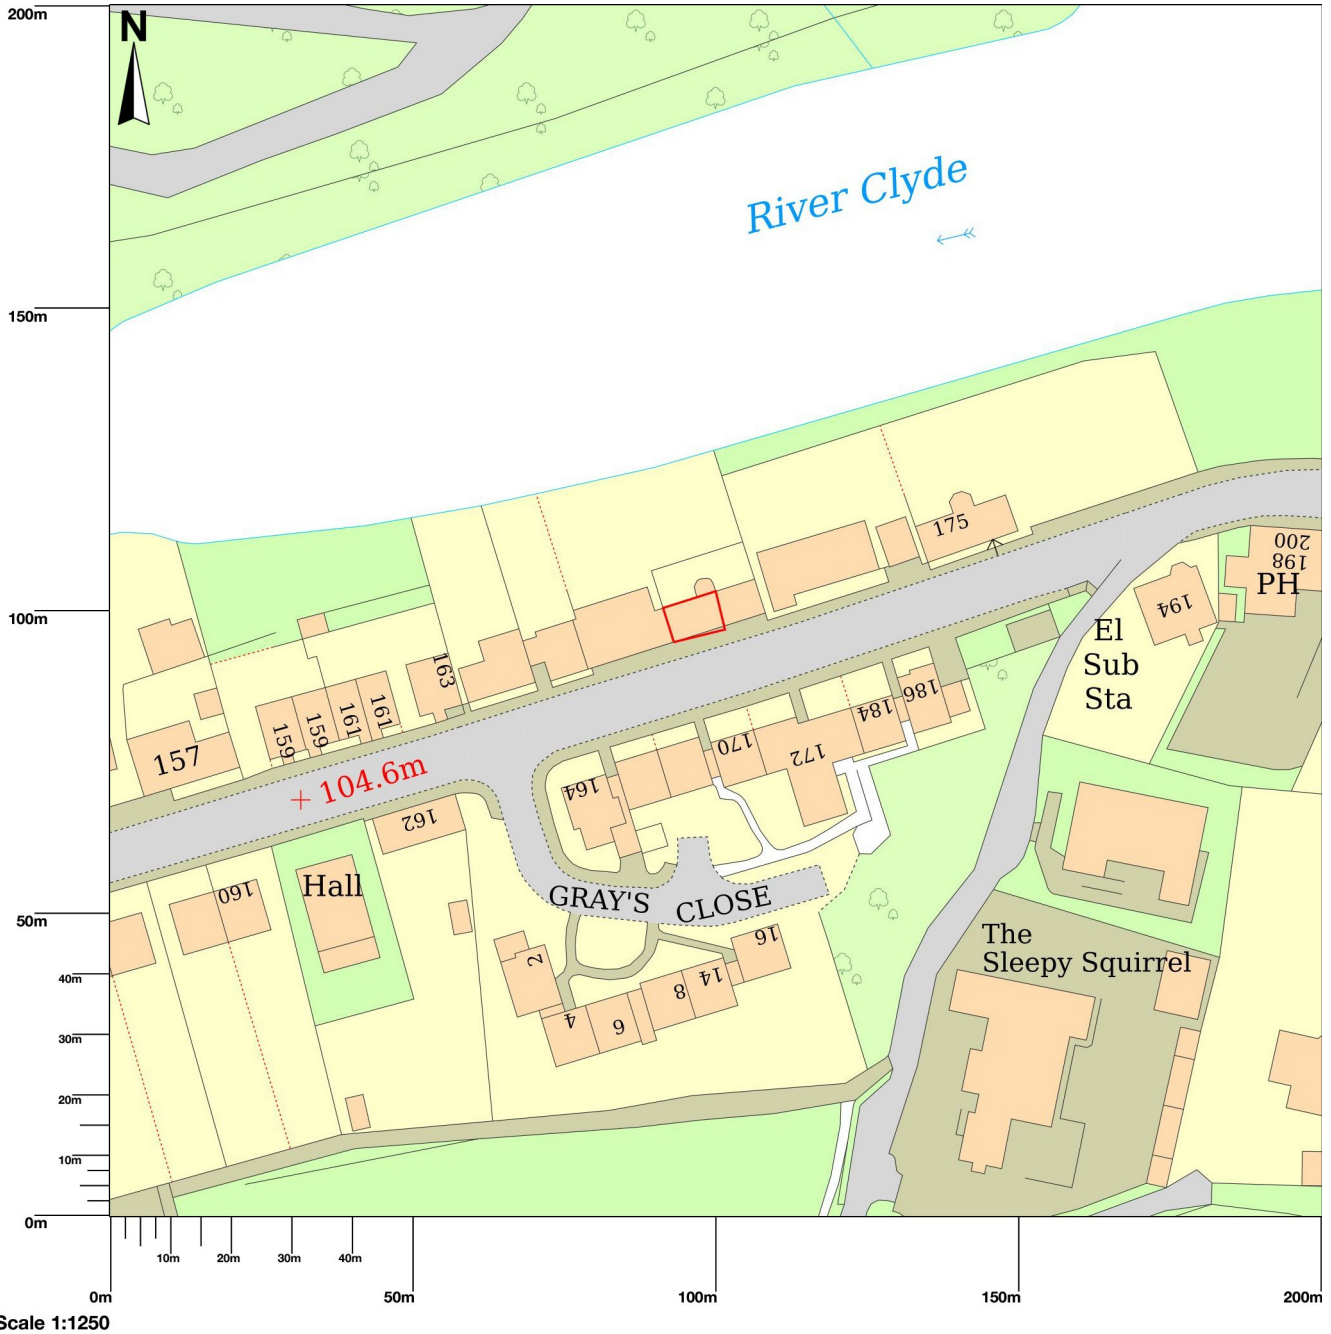 200m
N
River Clyde
150m
175
200
198
PH
100m
194
El
Sub
Sta
163
161
161
159
159
186
184
157
170
172
+ 104.6m
164
162
Hall
160
GRAY'S CLOSE
50m
16
The
Sleepy Squirrel
2
14
8
40m
4
6
30m
20m
10m
0m
10m
20m
30m
40m
0m
50m
100m
150m
200m
Scale 1:1250